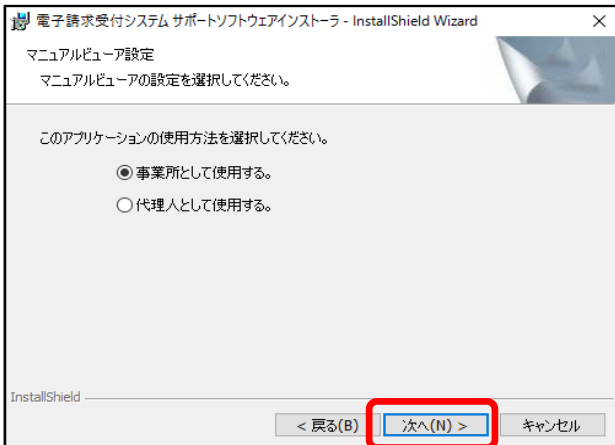 電子請求受付システム サポートソフトウェアインストーラ - InstallShield Wizard
マニュアルビューア設定
マニュアルビューアの設定を選択してください。
このアプリケーションの使用方法を選択してください。
事業所として使用する。
代理人として使用する。
InstallShield
< 戻る(B)
次へ(N) >
キャンセル